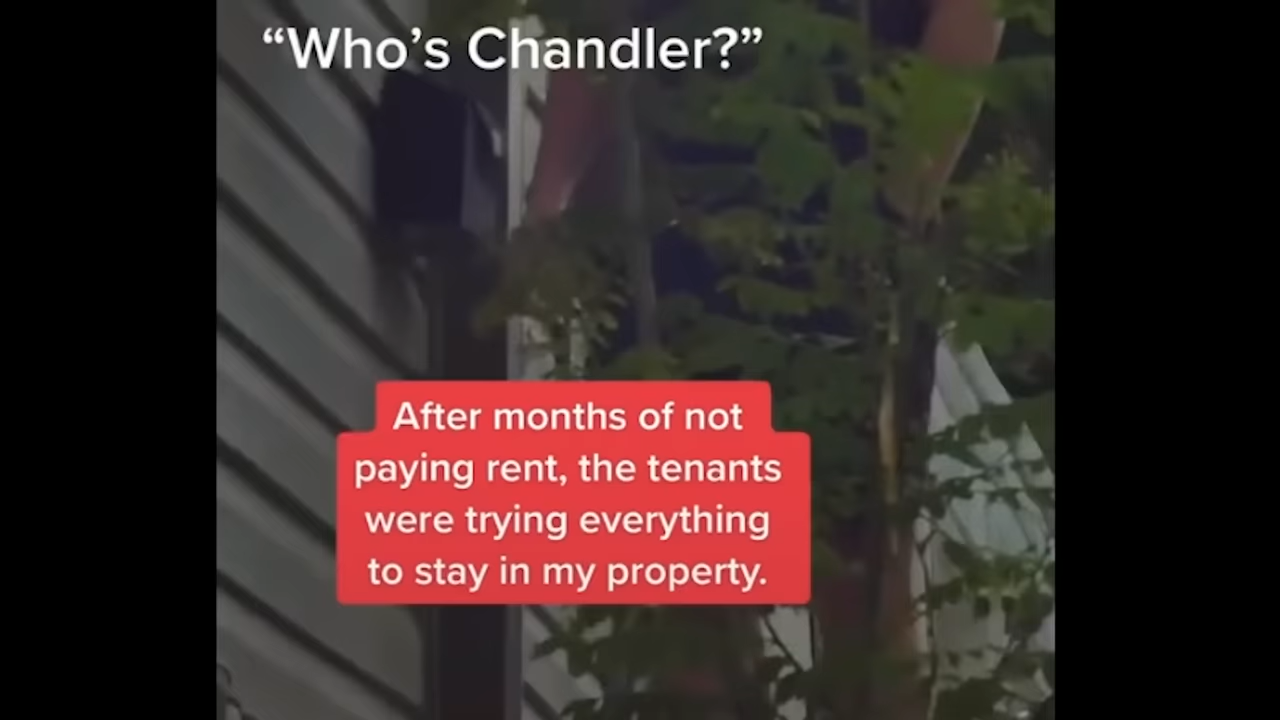 “Who’s Chandler?”
After months of not
paying rent, the tenants
were trying everything
to stay in my property.